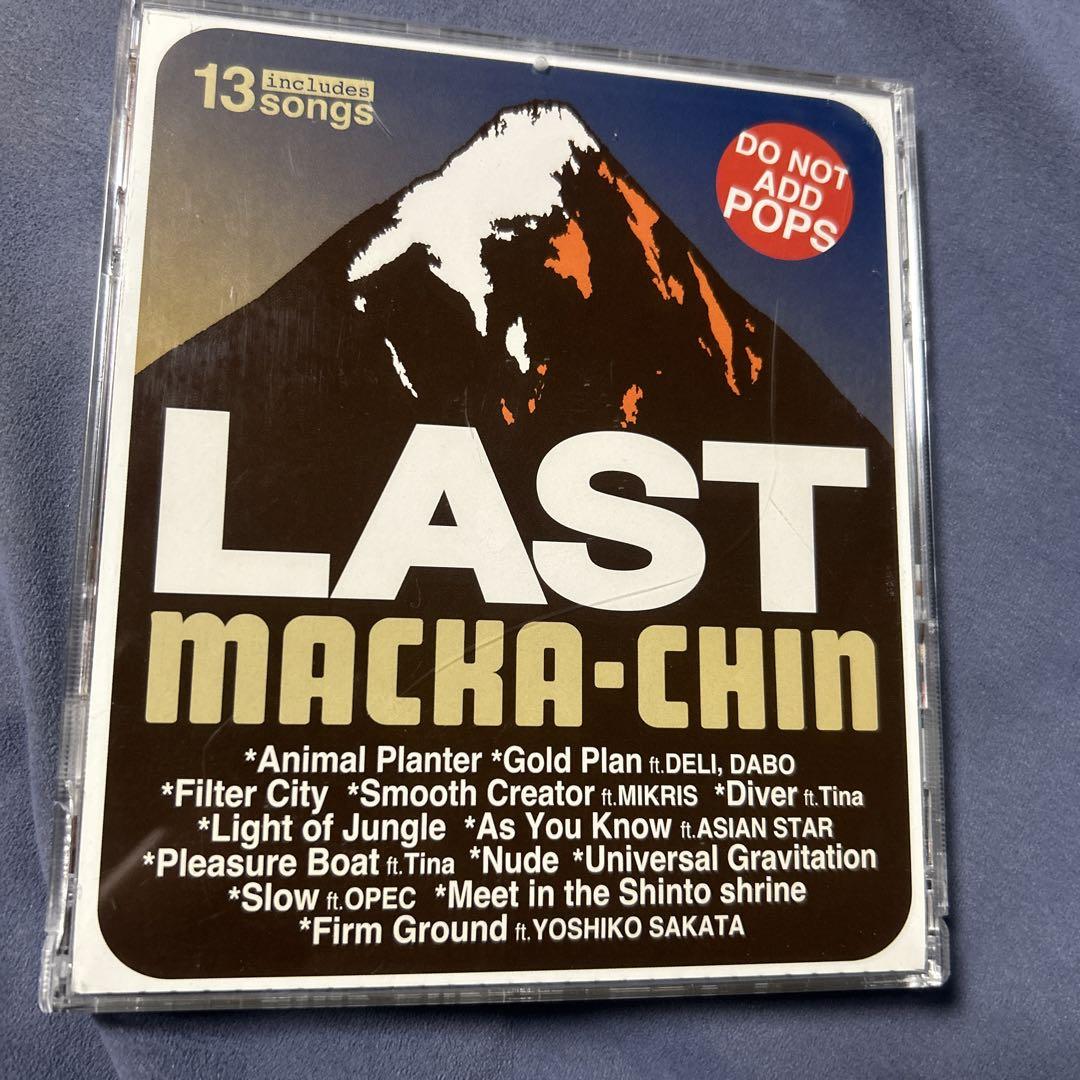 13 includes songs
DO NOT
ADD
POPS
LAST
MACKA-CHIN
*Animal Planter *Gold Plan ft.DELI, DABO
*Filter City *Smooth Creator ft.MIKRIS *Diver ft.Tina
*Light of Jungle *As You Know ft.ASIAN STAR
*Pleasure Boat ft.Tina *Nude *Universal Gravitation
*Slow ft.OPEC *Meet in the Shinto shrine
*Firm Ground ft.YOSHIKO SAKATA